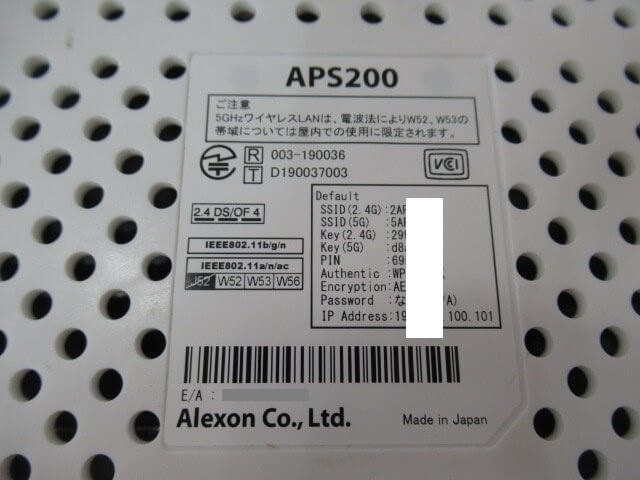 APS200
ご注意
5GHzワイヤレスLANは、電波法によりW52、W53の
帯域については屋内での使用に限定されます。
R 003-190036
T D190037003
VCI
2.4 DS/OF 4
IEEE802.11b/g/n
IEEE802.11a/n/ac
J52 W52 W53 W56
Default
SSID(2.4G) :2AP
SSID(5G) :5AP
Key(2.4G) :299
Key(5G) :d8
PIN :69
Authentic :WP
Encryption:AE
Password :な /A)
IP Address:19 100.101
E/A :
Alexon Co., Ltd.
Made in Japan